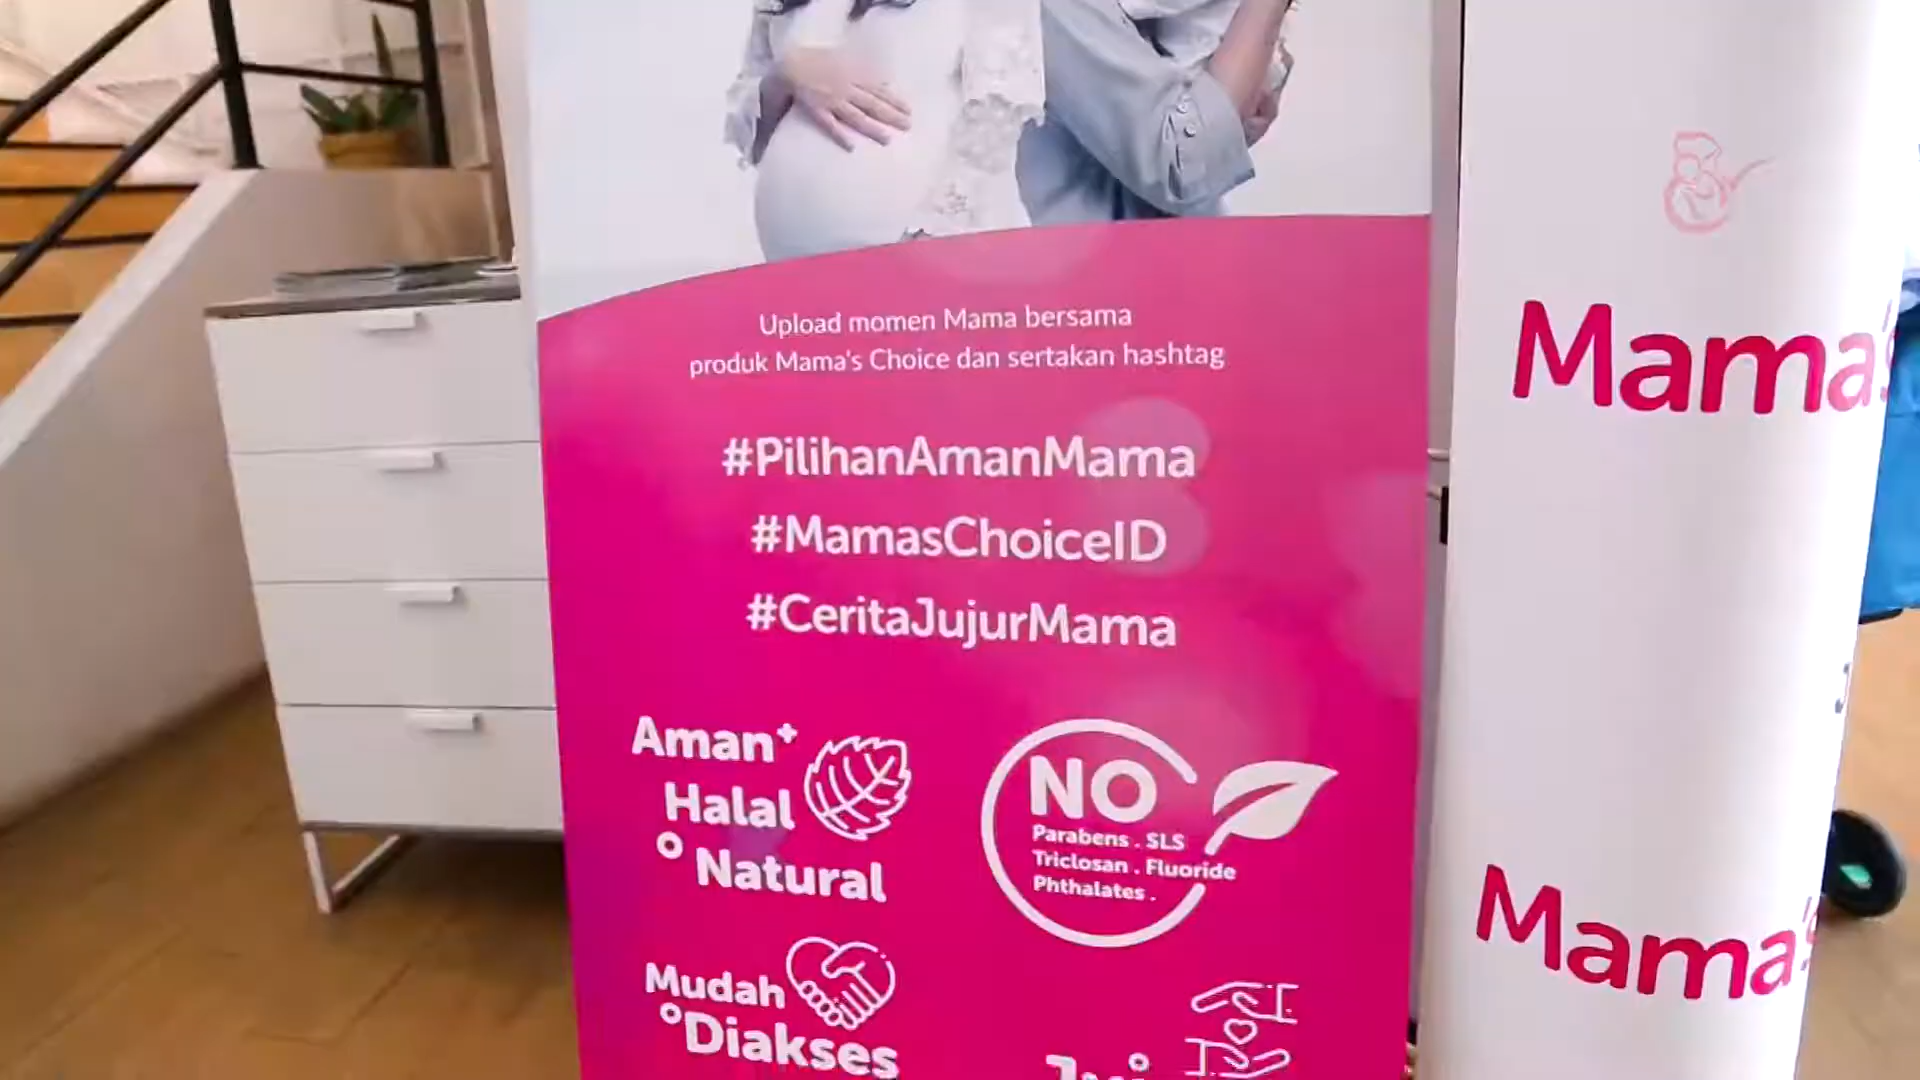 Upload momen Mama bersama
produk Mama's Choice dan sertakan hashtag
#PilihanAmanMama
#MamasChoiceID
#CeritaJujurMama
Aman+
Halal
Natural
NO
Parabens . SLS
Triclosan . Fluoride
Phthalates .
Mudah
Diakses
Mama's
Mama's